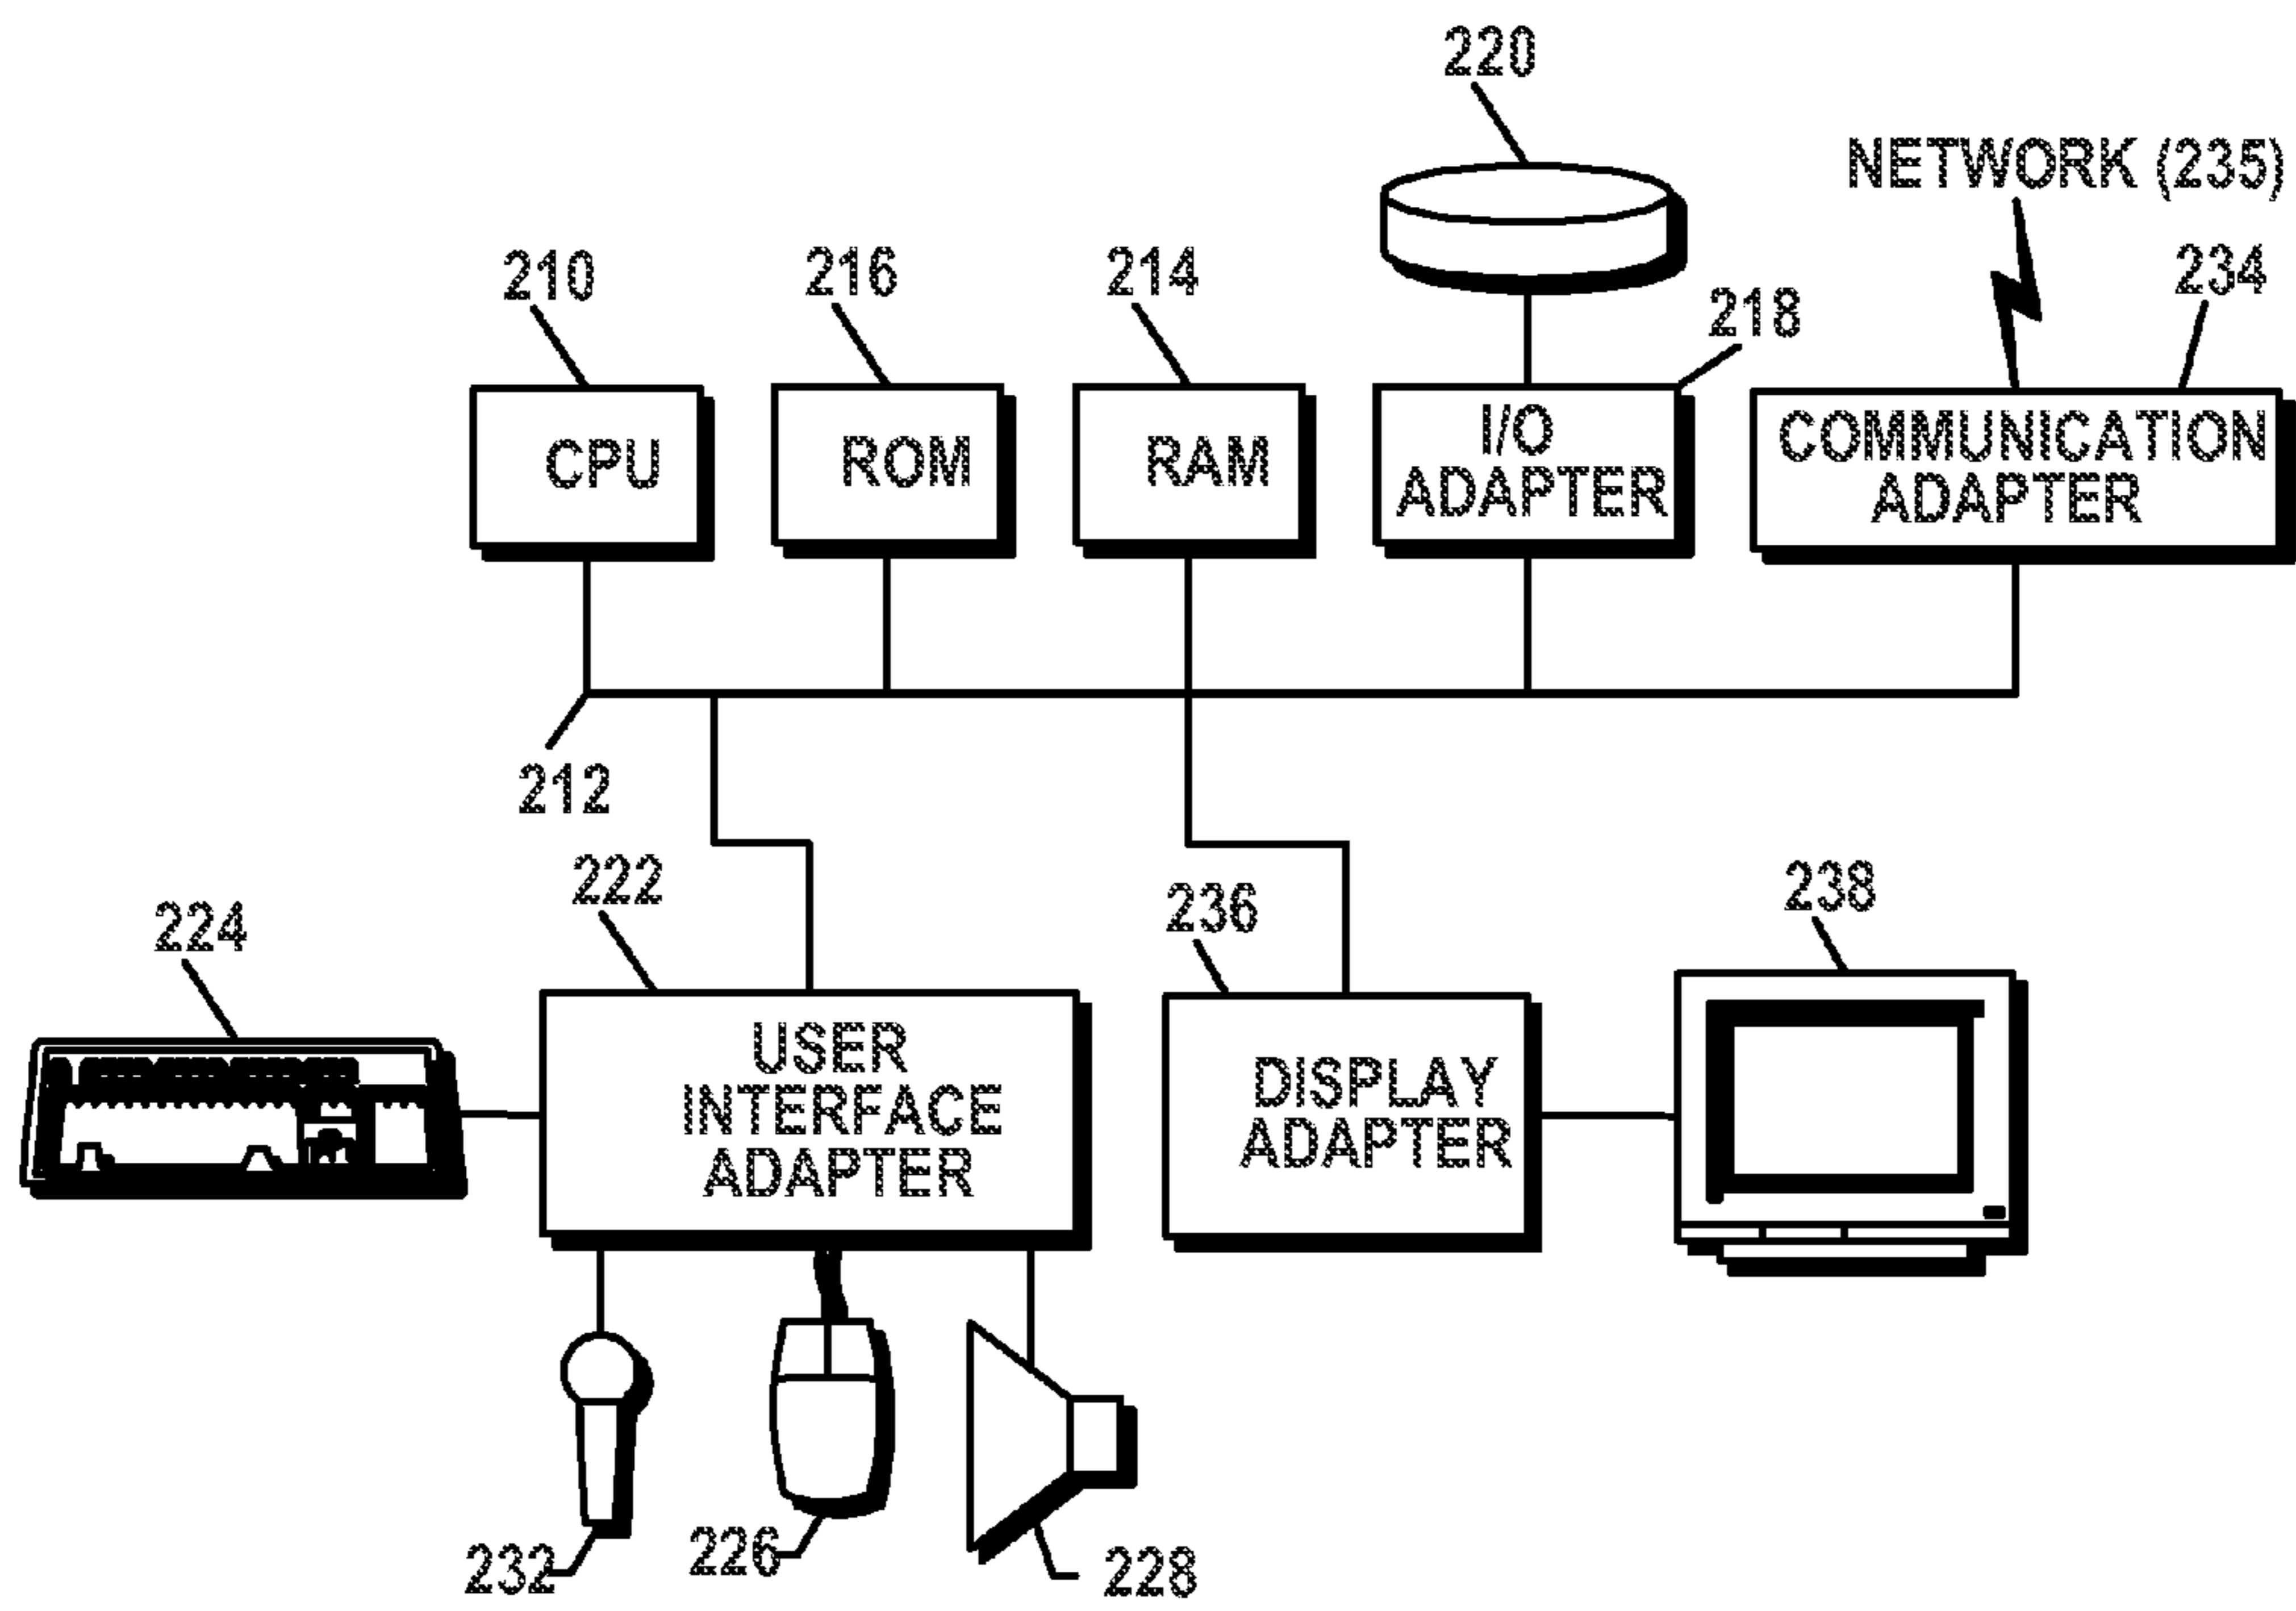 220
NETWORK (235)
210
216
214
218
234
CPU
ROM
RAM
I/O
ADAPTER
COMMUNICATION
ADAPTER
212
222
236
238
224
USER
INTERFACE
ADAPTER
DISPLAY
ADAPTER
232
226
228